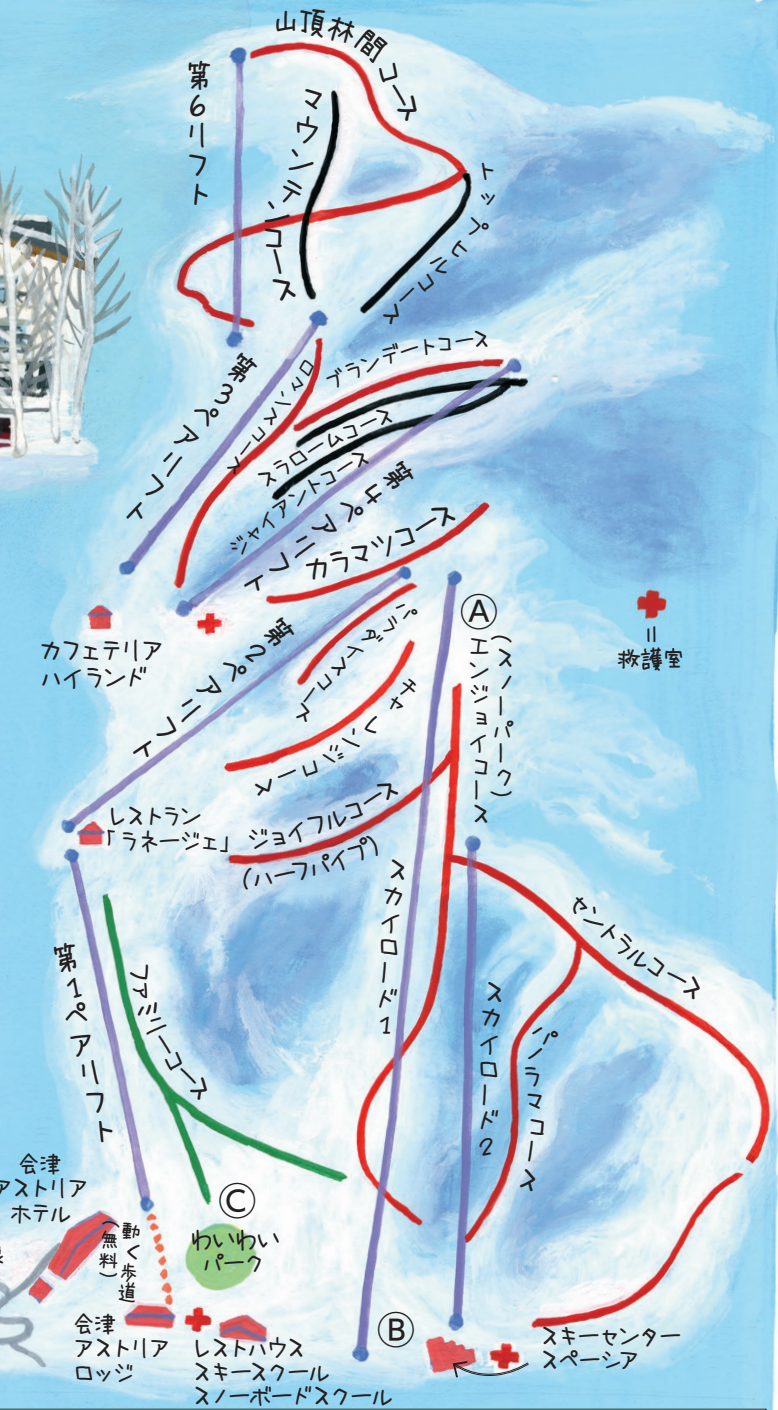 山頂林間コース
第6リフト
マウンテンコース
トップヒルコース
第3ペアリフト
ロマンスコース
ブランデートコース
スラロームコース
ジャイアントコース
第4ペアリフト
カラマツコース
カフェテリア
ハイランド
第2ペアリフト
パラダイスコース
チャレンジコース
Ⓐ
(スノーパーク)
エンジョイコース
=
救護室
レストラン
「ラネージェ」
ジョイフルコース
(ハーフパイプ)
スカイロード1
セントラルコース
スカイロード2
パノラマコース
第1ペアリフト
ファミリーコース
会津
アストリア
ホテル
動く歩道
(無料)
Ⓒ
わいわい
パーク
会津
アストリア
ロッジ
レストハウス
スキースクール
スノーボードスクール
Ⓑ
スキーセンター
スペーシア